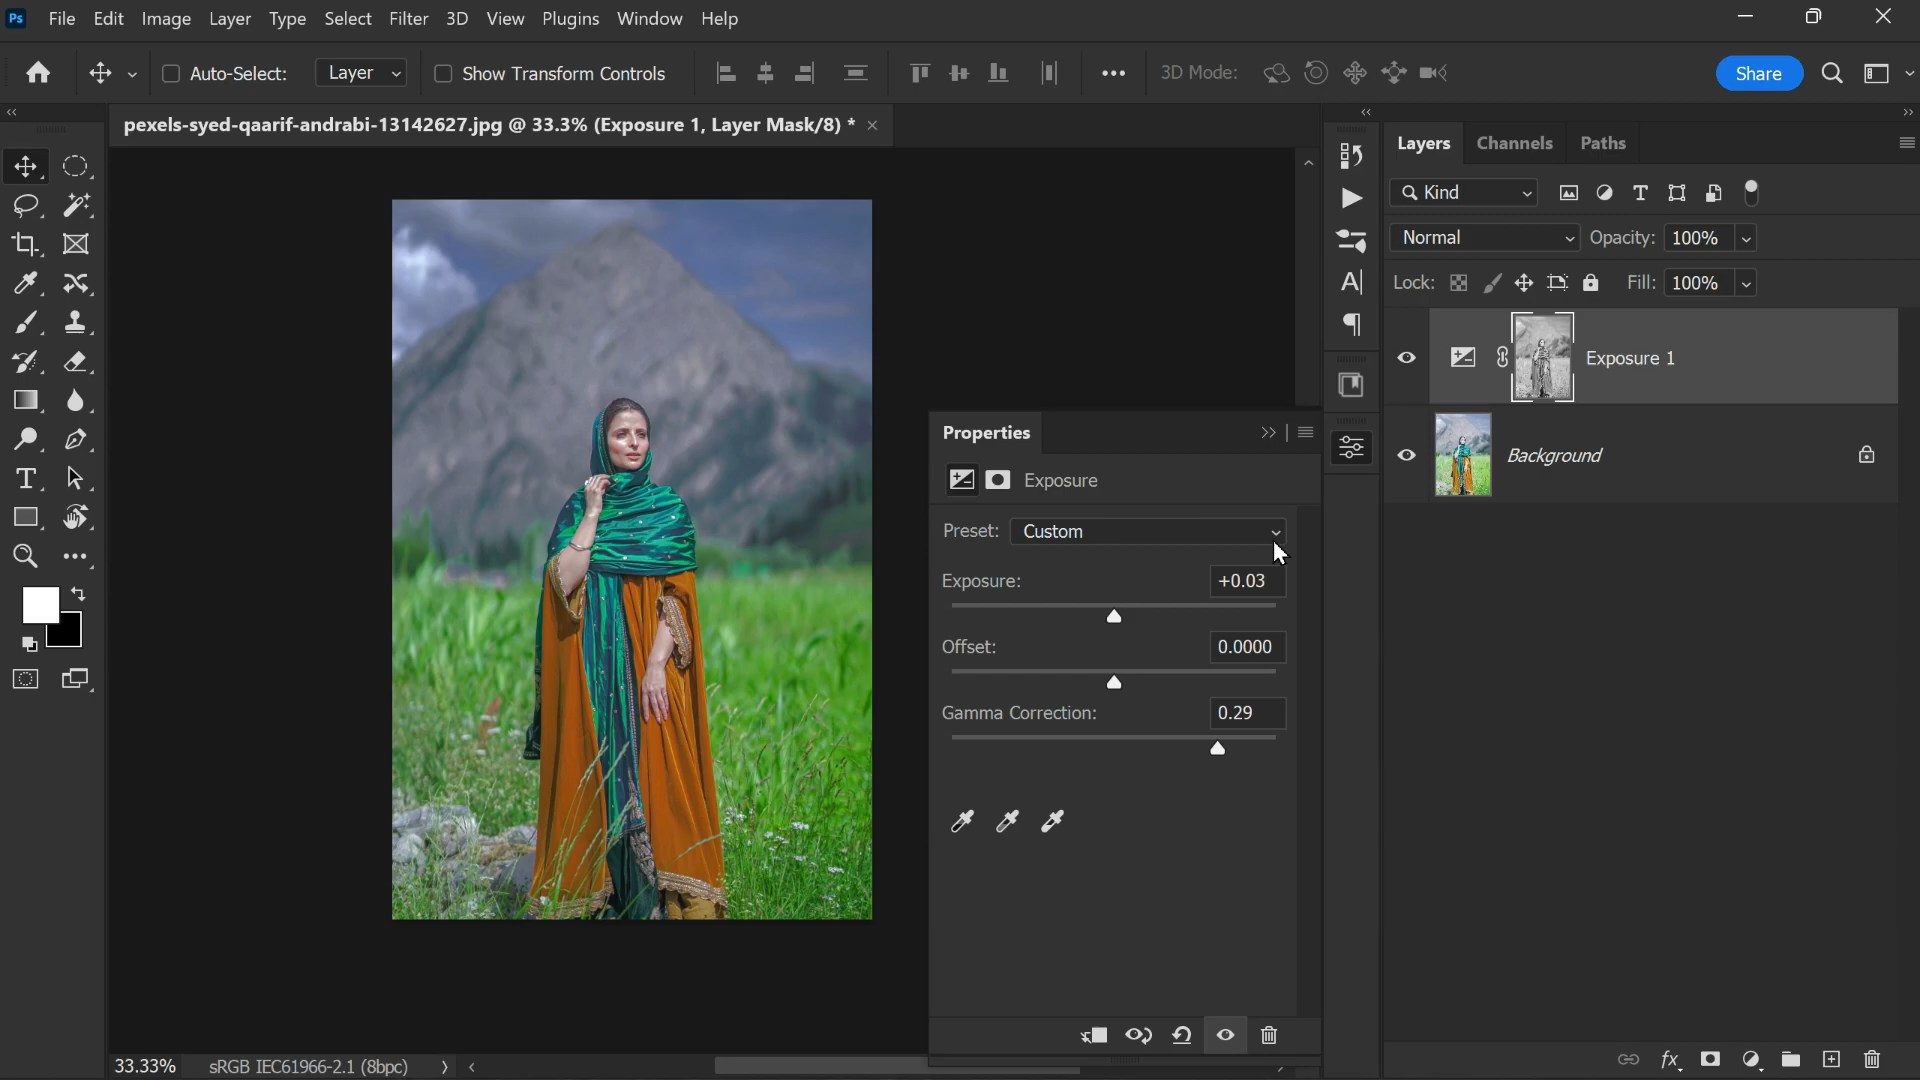 Ps File Edit Image Layer Type Select Filter 3D View Plugins Window Help
Auto-Select: Layer Show Transform Controls 3D Mode: Share
pexels-syed-qaarif-andrabi-13142627.jpg @ 33.3% (Exposure 1, Layer Mask/8) *
Layers Channels Paths
Kind
Normal Opacity: 100%
Lock: Fill: 100%
Exposure 1
Background
Properties
Exposure
Preset: Custom
Exposure: +0.03
Offset: 0.0000
Gamma Correction: 0.29
33.33% sRGB IEC61966-2.1 (8bpc)